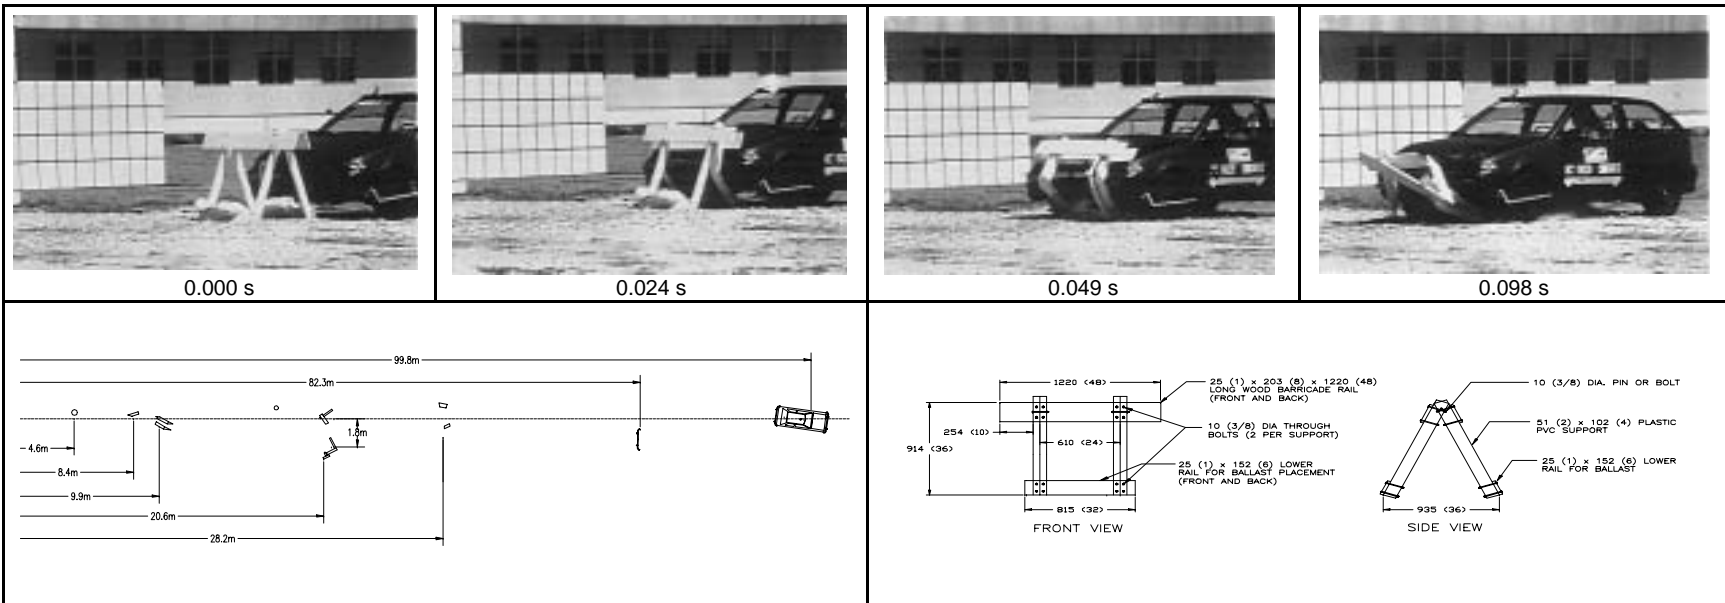 0.000 s
0.024 s
0.049 s
0.098 s
99.8m
82.3m
1.8m
4.6m
8.4m
9.9m
20.6m
28.2m
1220 (48)
25 (1) x 203 (8) x 1220 (48)
LONG WOOD BARRICADE RAIL
(FRONT AND BACK)
254 (10)
610 (24)
914 (36)
10 (3/8) DIA THROUGH
BOLTS (2 PER SUPPORT)
25 (1) x 152 (6) LOWER
RAIL FOR BALLAST PLACEMENT
(FRONT AND BACK)
815 (32)
FRONT VIEW
10 (3/8) DIA. PIN OR BOLT
51 (2) x 102 (4) PLASTIC
PVC SUPPORT
25 (1) x 152 (6) LOWER
RAIL FOR BALLAST
935 (36)
SIDE VIEW